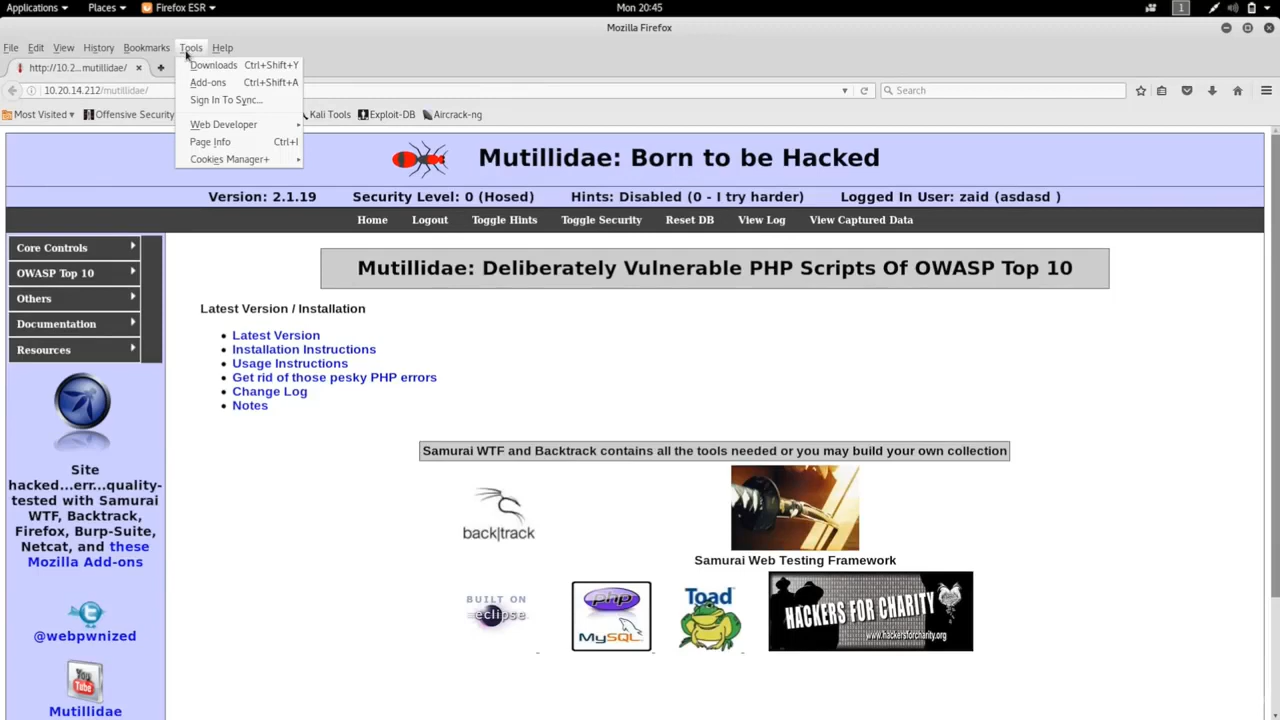 Applications Places Firefox ESR Mon 20:45 1
Mozilla Firefox
File Edit View History Bookmarks Tools Help
http://10.2...mutillidae/
10.20.14.212/mutillidae/ Search
Most Visited Offensive Security Kali Tools Exploit-DB Aircrack-ng
Downloads Ctrl+Shift+Y
Add-ons Ctrl+Shift+A
Sign In To Sync...
Web Developer
Page Info Ctrl+I
Cookies Manager+
Mutillidae: Born to be Hacked
Version: 2.1.19 Security Level: 0 (Hosed) Hints: Disabled (0 - I try harder) Logged In User: zaid (asdasd )
Home Logout Toggle Hints Toggle Security Reset DB View Log View Captured Data
Core Controls
OWASP Top 10
Others
Documentation
Resources
Site
hacked...err...quality-
tested with Samurai
WTF, Backtrack,
Firefox, Burp-Suite,
Netcat, and these
Mozilla Add-ons
@webpwnized
You
Tube
Mutillidae
Mutillidae: Deliberately Vulnerable PHP Scripts Of OWASP Top 10
Latest Version / Installation
Latest Version
Installation Instructions
Usage Instructions
Get rid of those pesky PHP errors
Change Log
Notes
Samurai WTF and Backtrack contains all the tools needed or you may build your own collection
back|track
Samurai Web Testing Framework
BUILT ON
eclipse
php
MySQL
Toad
HACKERS FOR CHARITY
www.hackersforcharity.org